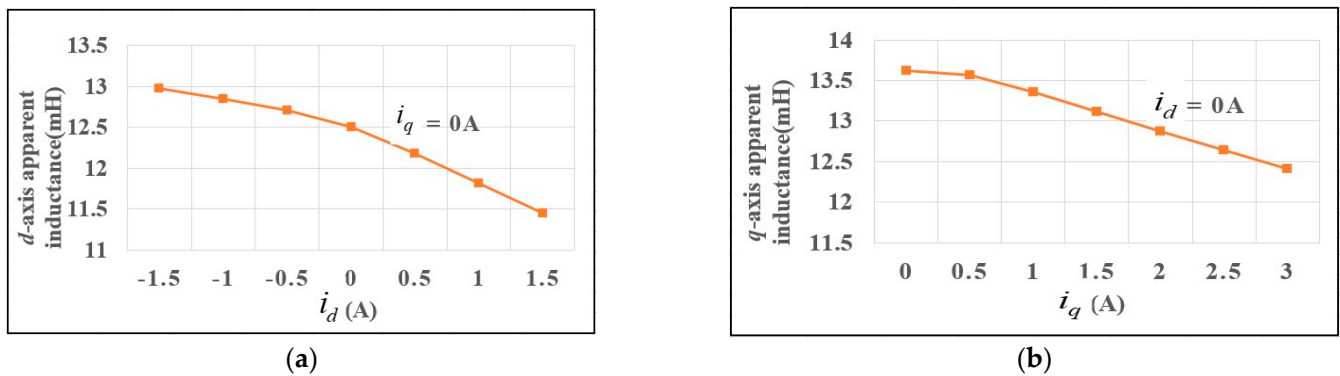 13.5
13
12.5
12
11.5
11
d-axis apparent
inductance(mH)
i_q = 0A
-1.5 -1 -0.5 0 0.5 1 1.5
i_d (A)
(a)
14
13.5
13
12.5
12
11.5
q-axis apparent
inductance(mH)
i_d = 0A
0 0.5 1 1.5 2 2.5 3
i_q (A)
(b)